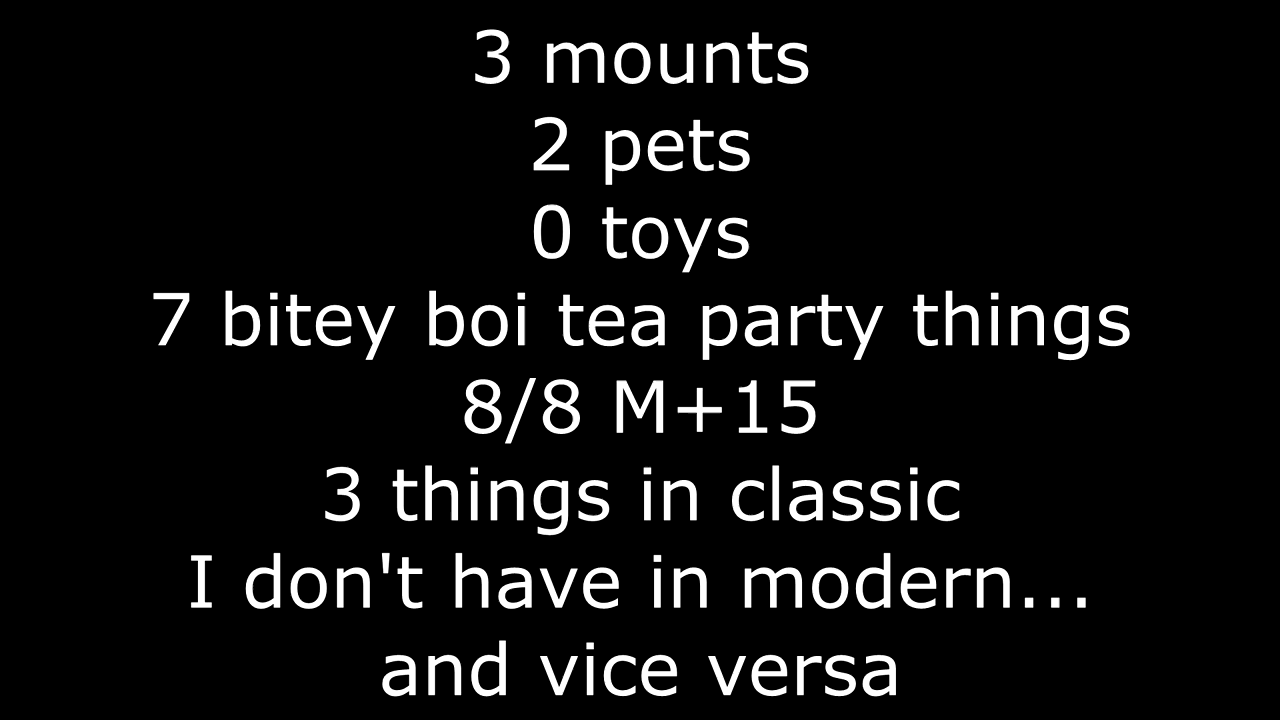 3 mounts
2 pets
0 toys
7 bitey boi tea party things
8/8 M+15
3 things in classic
I don't have in modern...
and vice versa